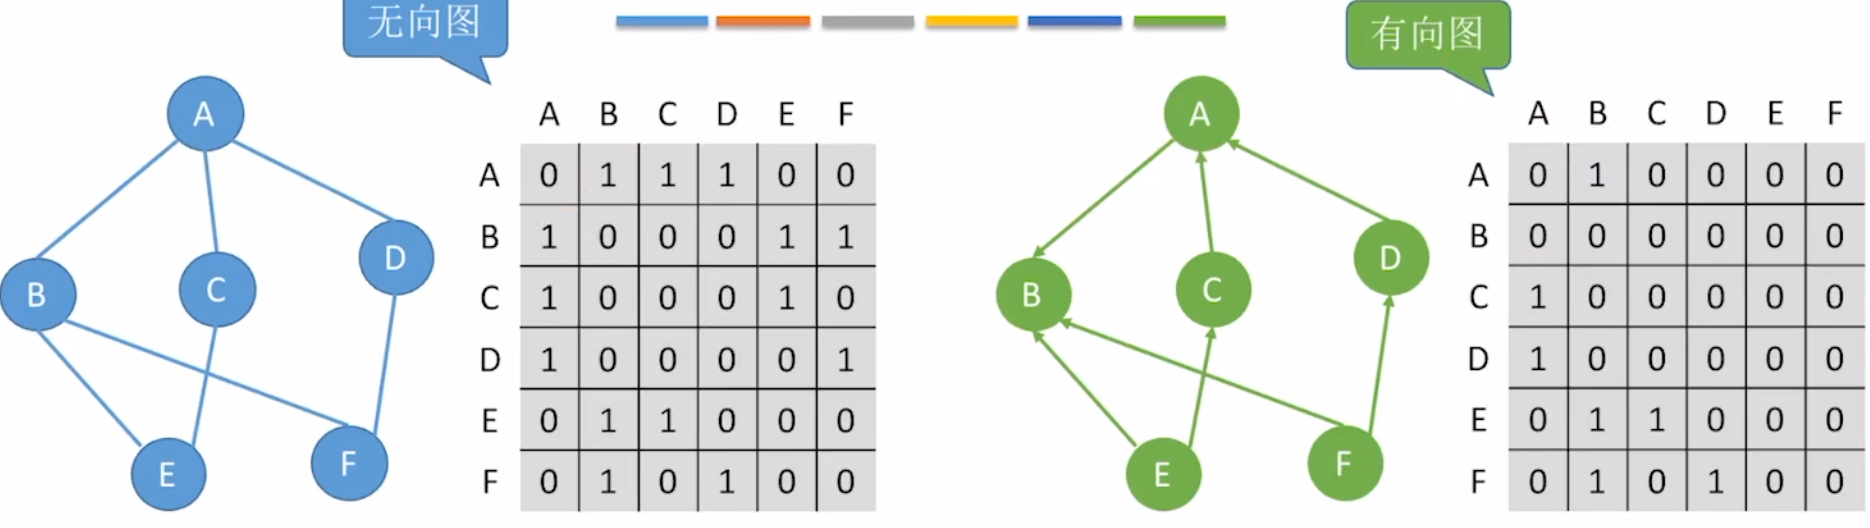 无向图
有向图
A
B
C
D
E
F
A B C D E F
A 0 1 1 1 0 0
B 1 0 0 0 1 1
C 1 0 0 0 1 0
D 1 0 0 0 0 1
E 0 1 1 0 0 0
F 0 1 0 1 0 0
A
B
C
D
E
F
A B C D E F
A 0 1 0 0 0 0
B 0 0 0 0 0 0
C 1 0 0 0 0 0
D 1 0 0 0 0 0
E 0 1 1 0 0 0
F 0 1 0 1 0 0